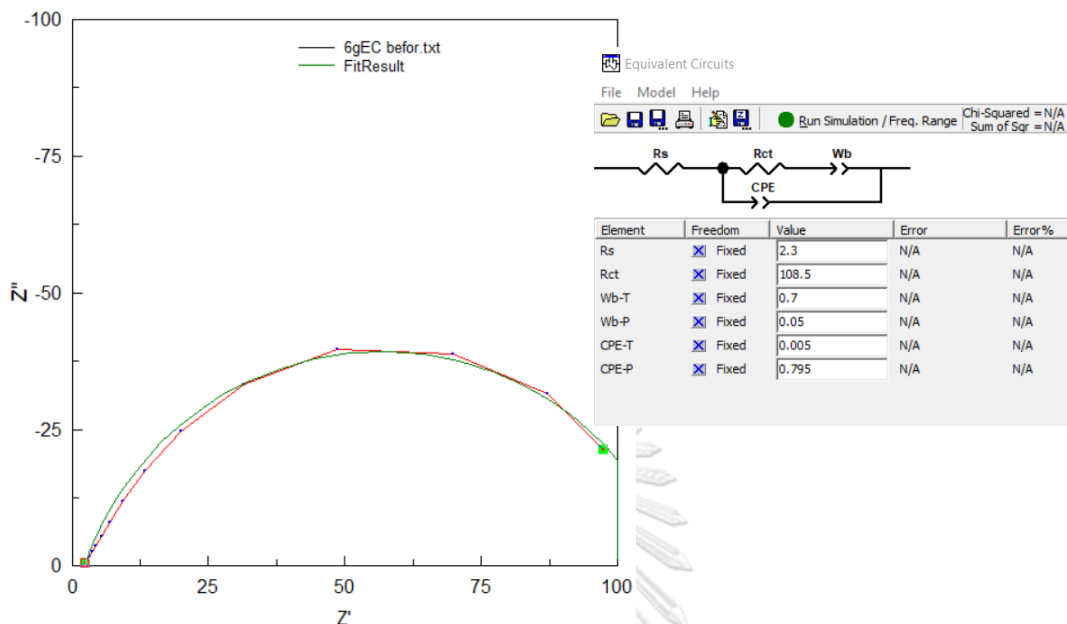 -100
-75
-50
-25
0
Z''
0 25 50 75 100
Z'
6gEC befor.txt
FitResult
Equivalent Circuits
File Model Help
Run Simulation / Freq. Range
Chi-Squared = N/A
Sum of Sqr = N/A
Rs Rct Wb
CPE
Element Freedom Value Error Error%
Rs Fixed 2.3 N/A N/A
Rct Fixed 108.5 N/A N/A
Wb-T Fixed 0.7 N/A N/A
Wb-P Fixed 0.05 N/A N/A
CPE-T Fixed 0.005 N/A N/A
CPE-P Fixed 0.795 N/A N/A